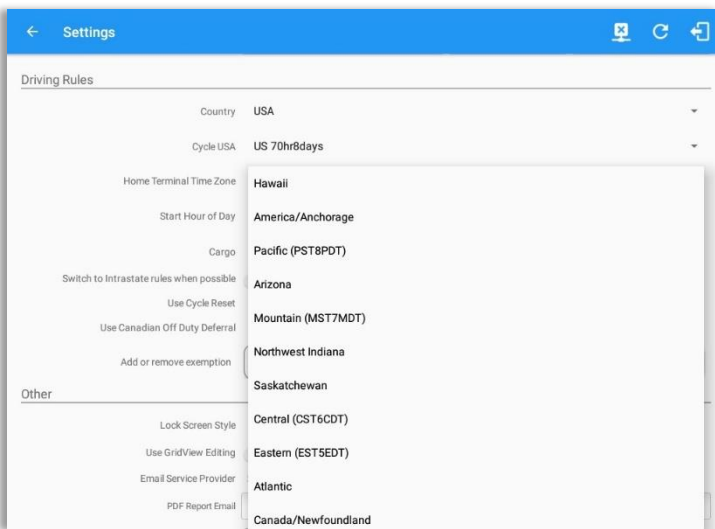 Settings
Driving Rules
Country USA
Cycle USA US 70hr8days
Home Terminal Time Zone Hawaii
Start Hour of Day America/Anchorage
Cargo Pacific (PST8PDT)
Switch to Intrastate rules when possible Arizona
Use Cycle Reset
Use Canadian Off Duty Deferral Mountain (MST7MDT)
Add or remove exemption Northwest Indiana
Other Saskatchewan
Lock Screen Style Central (CST6CDT)
Use GridView Editing Eastern (EST5EDT)
Email Service Provider Atlantic
PDF Report Email
Canada/Newfoundland